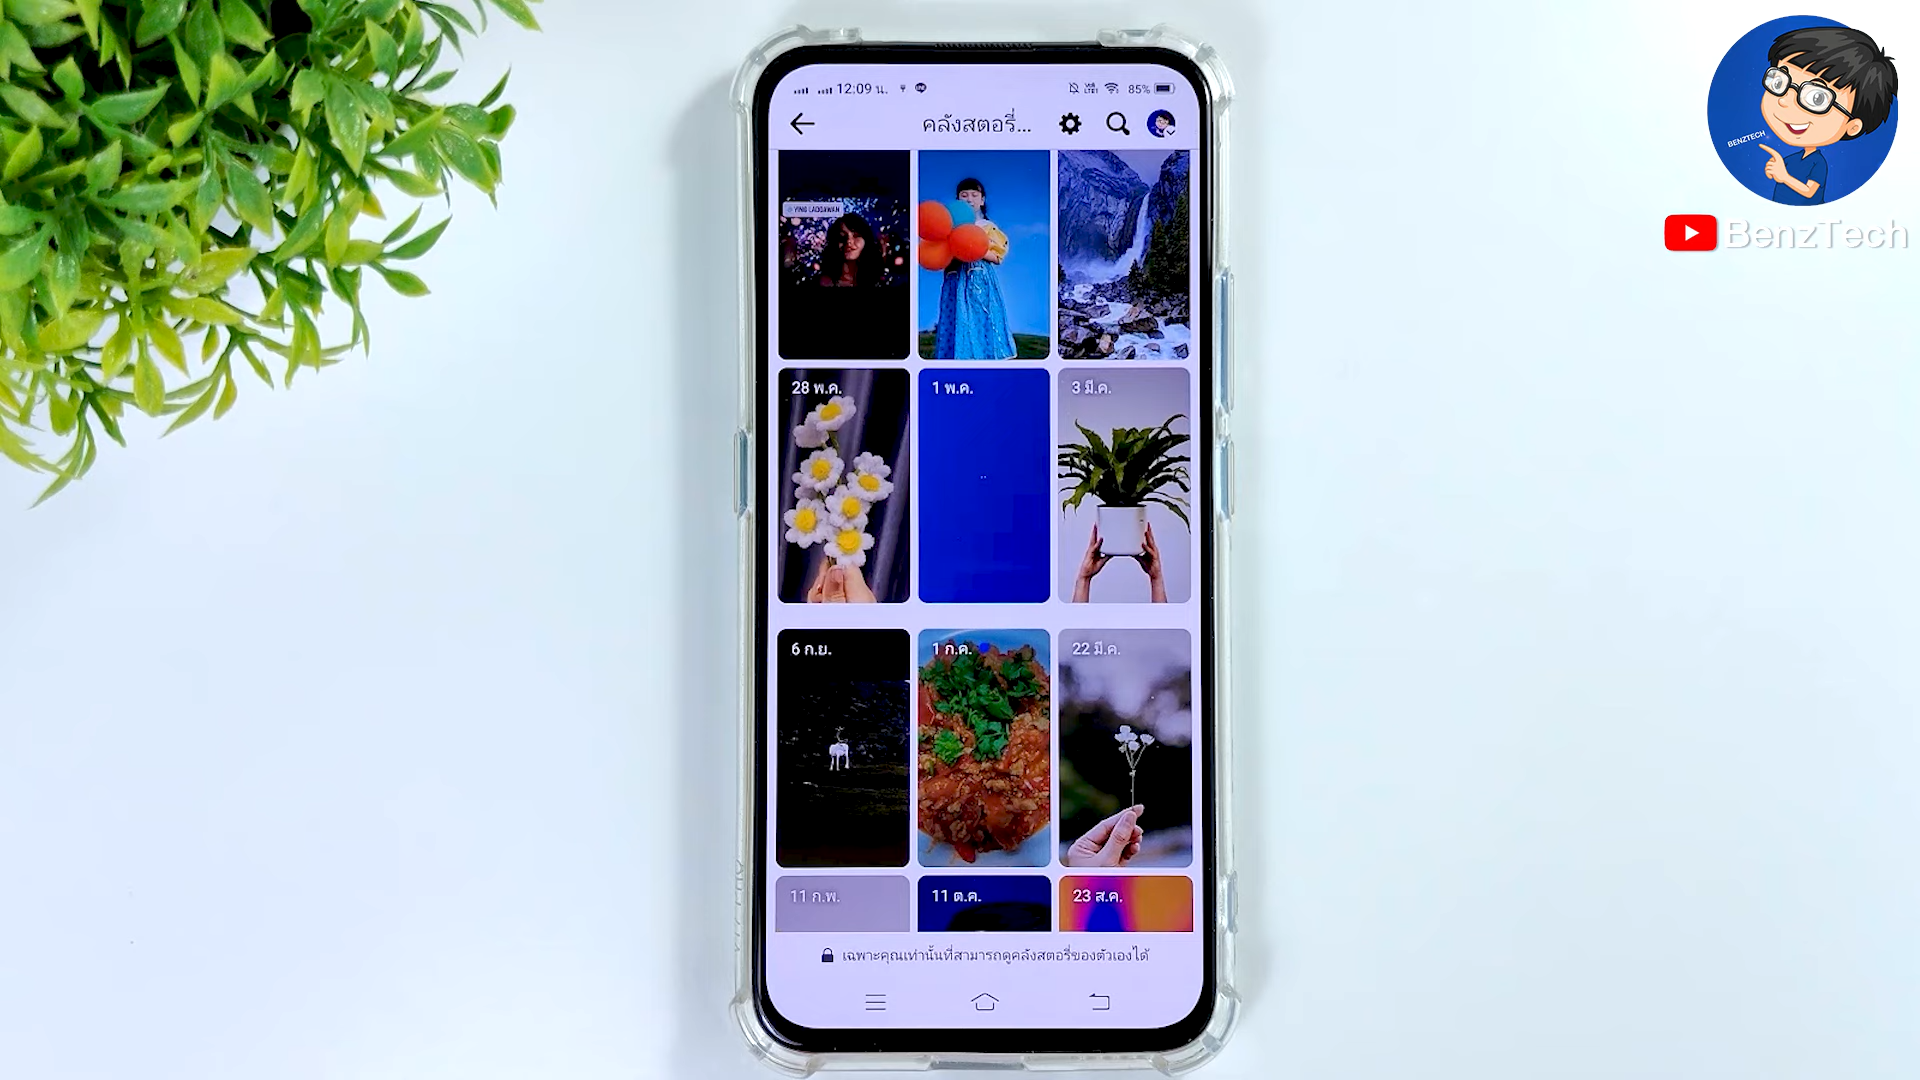 12:09 น.
85%
คลังสตอรี่...
YING LADDAWAN
28 พ.ค.
1 พ.ค.
3 มี.ค.
6 ก.ย.
1 ก.ค.
22 มี.ค.
11 ก.พ.
11 ต.ค.
23 ส.ค.
เฉพาะคุณเท่านั้นที่สามารถดูคลังสตอรี่ของตัวเองได้
BENZTECH
BenzTech